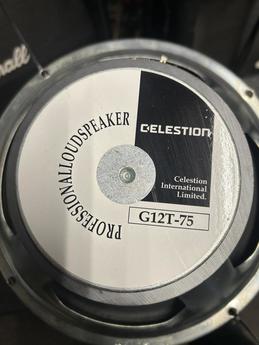 CELESTION
PROFESSIONALLOUDSPEAKER
Celestion
International
Limited.
G12T-75